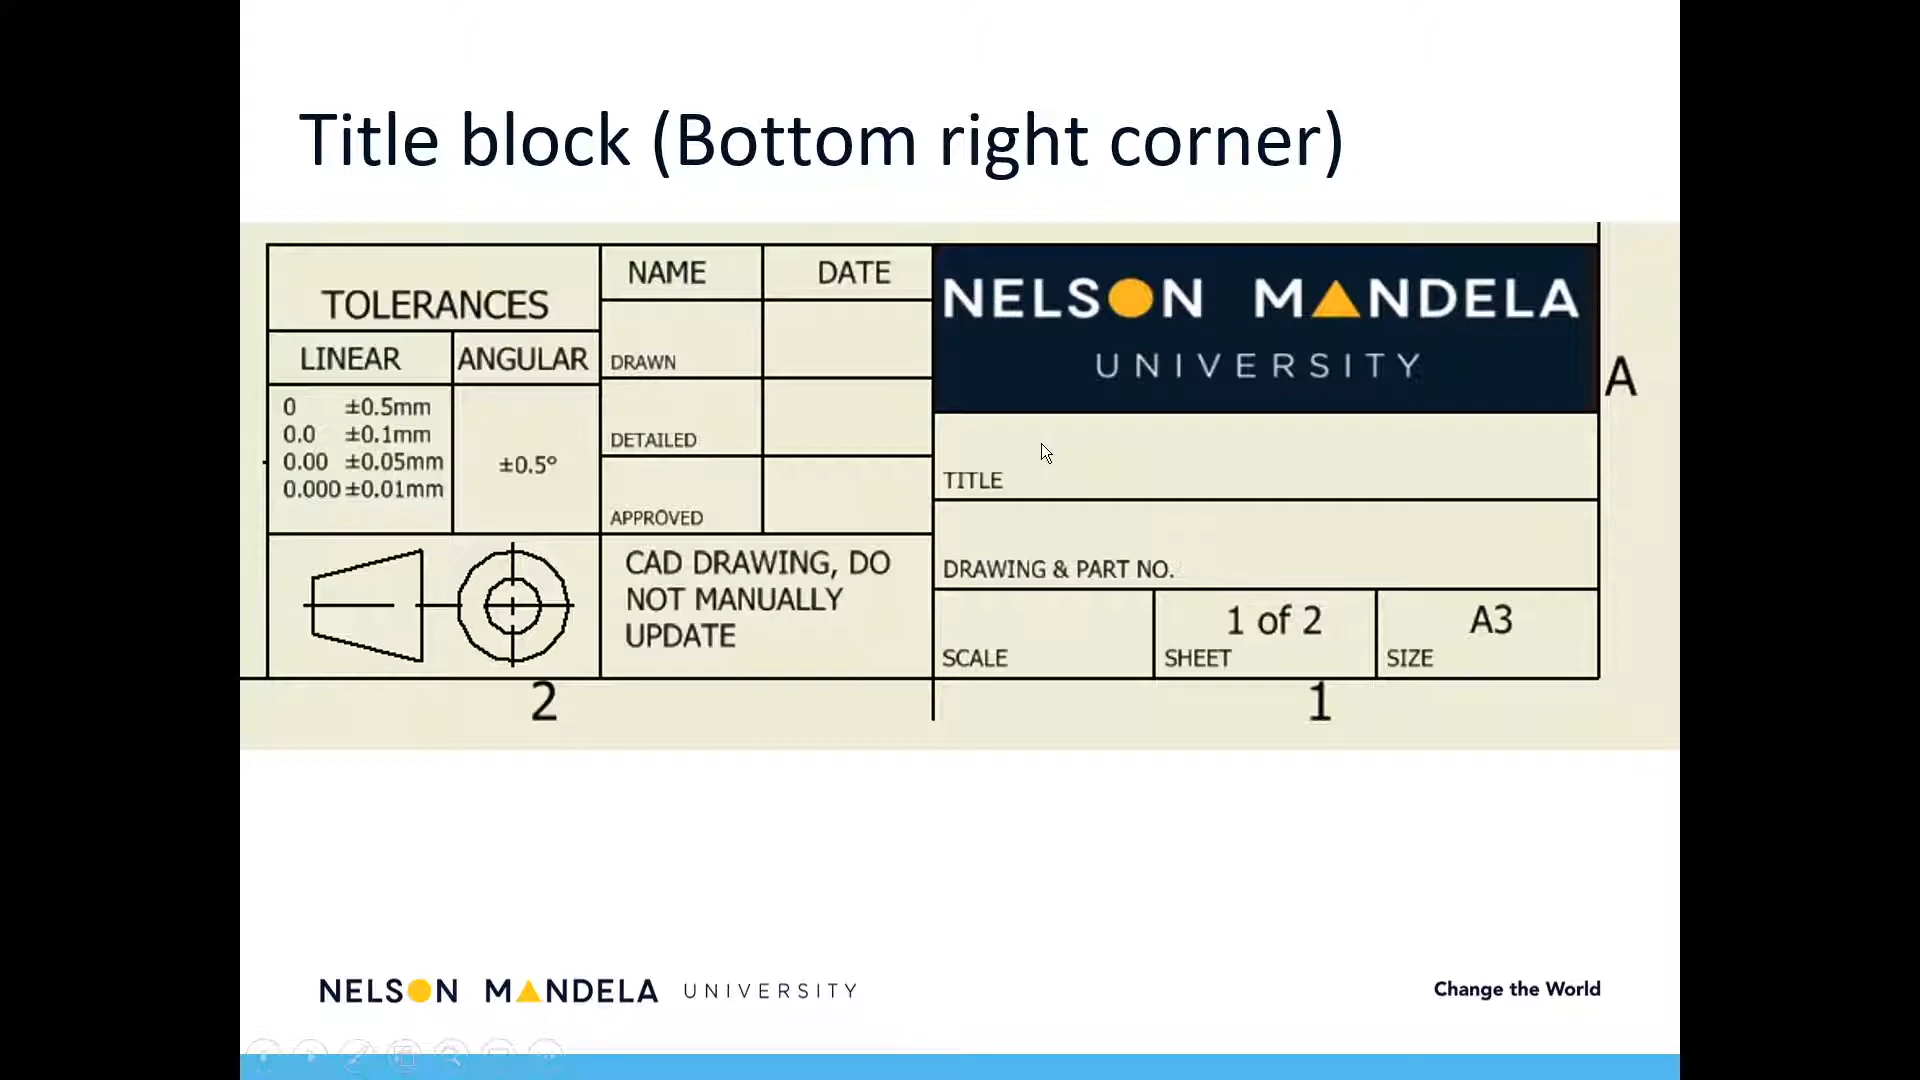 Title block (Bottom right corner)
TOLERANCES
LINEAR ANGULAR
0 ±0.5mm
0.0 ±0.1mm
0.00 ±0.05mm
0.000 ±0.01mm
±0.5°
NAME DATE
DRAWN
DETAILED
APPROVED
CAD DRAWING, DO
NOT MANUALLY
UPDATE
NELSON MANDELA
UNIVERSITY
TITLE
DRAWING & PART NO.
SCALE
1 of 2
SHEET
A3
SIZE
A
2 1
NELSON MANDELA UNIVERSITY
Change the World